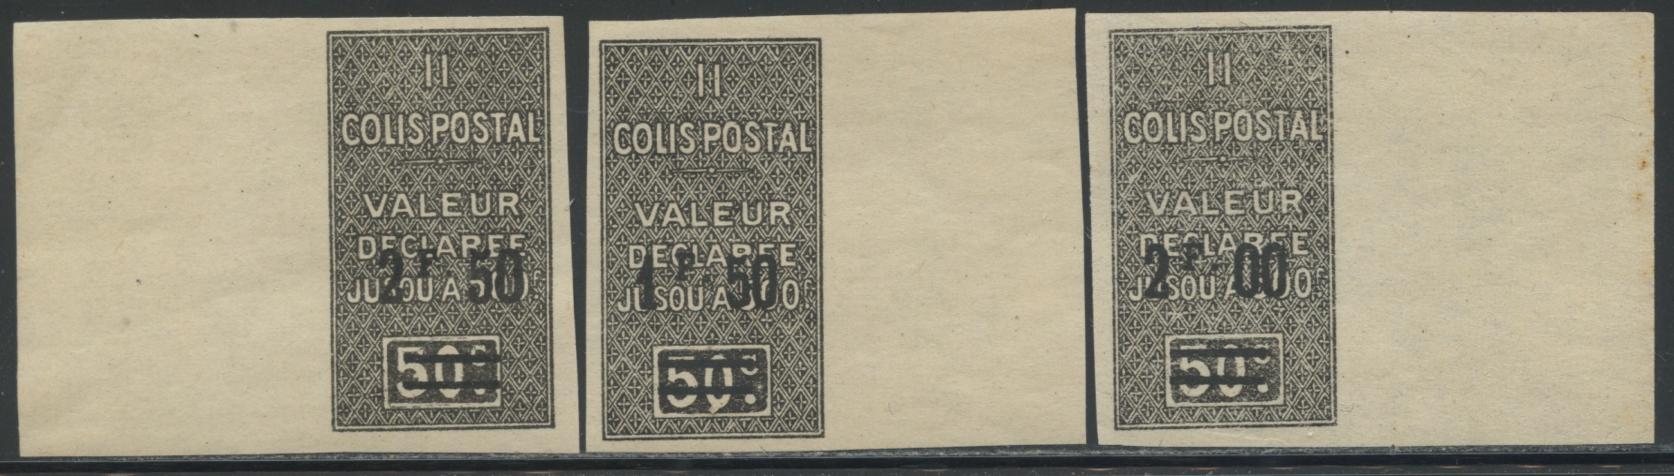 II
COLIS POSTAL
VALEUR
DECLAREE
JUSQU'A 500f.
2F. 50
50c.
II
COLIS POSTAL
VALEUR
DECLAREE
JUSQU'A 500f.
1F. 50
50c.
II
COLIS POSTAL
VALEUR
DECLAREE
JUSQU'A 500f.
2F. 00
50c.